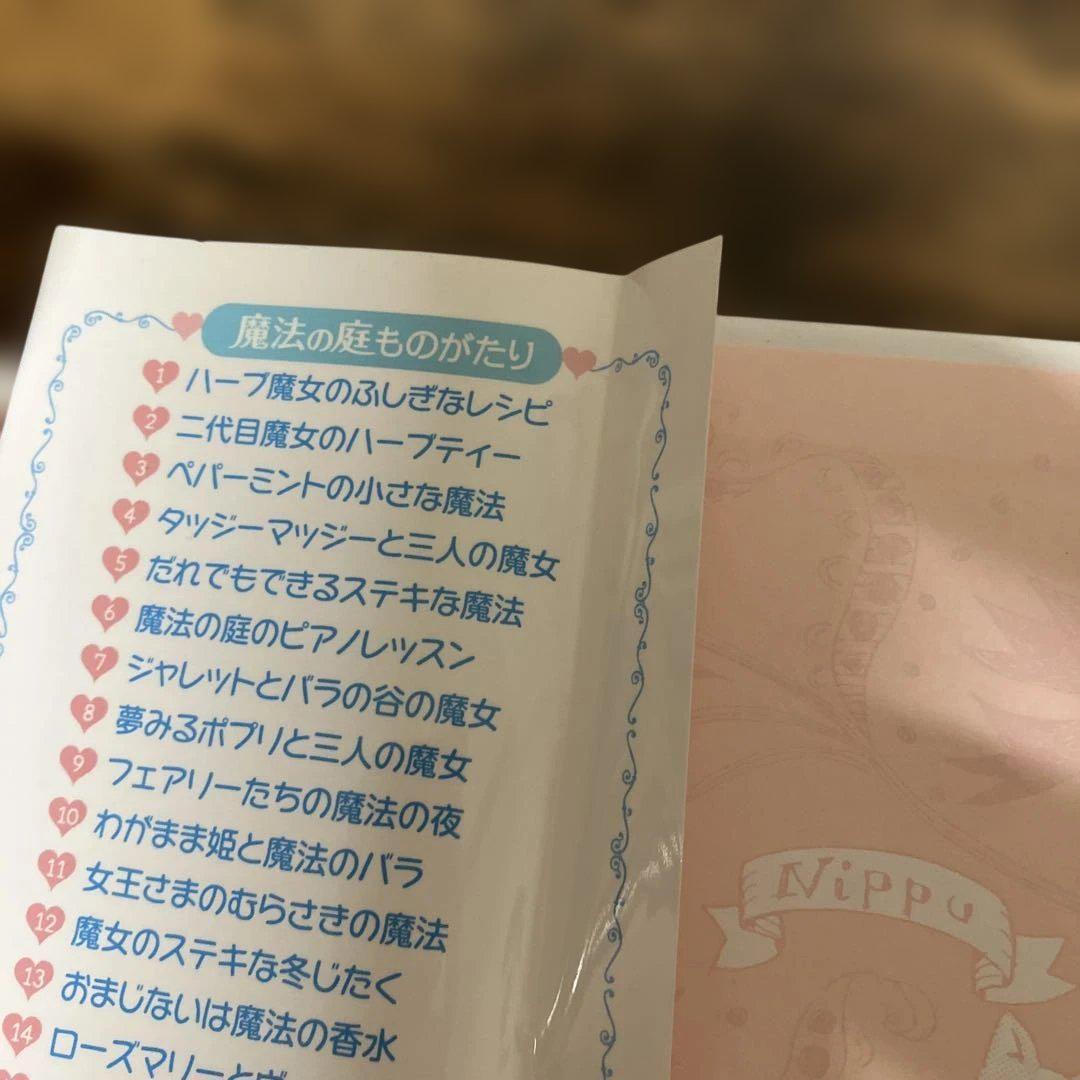 魔法の庭ものがたり
1 ハーブ魔女のふしぎなレシピ
2 二代目魔女のハーブティー
3 ペパーミントの小さな魔法
4 タッジーマッジーと三人の魔女
5 だれでもできるステキな魔法
6 魔法の庭のピアノレッスン
7 ジャレットとバラの谷の魔女
8 夢みるポプリと三人の魔女
9 フェアリーたちの魔法の夜
10 わがまま姫と魔法のバラ
11 女王さまのむらさきの魔法
12 魔女のステキな冬じたく
13 おまじないは魔法の香水
14 ローズマリーとヴ
Nippu